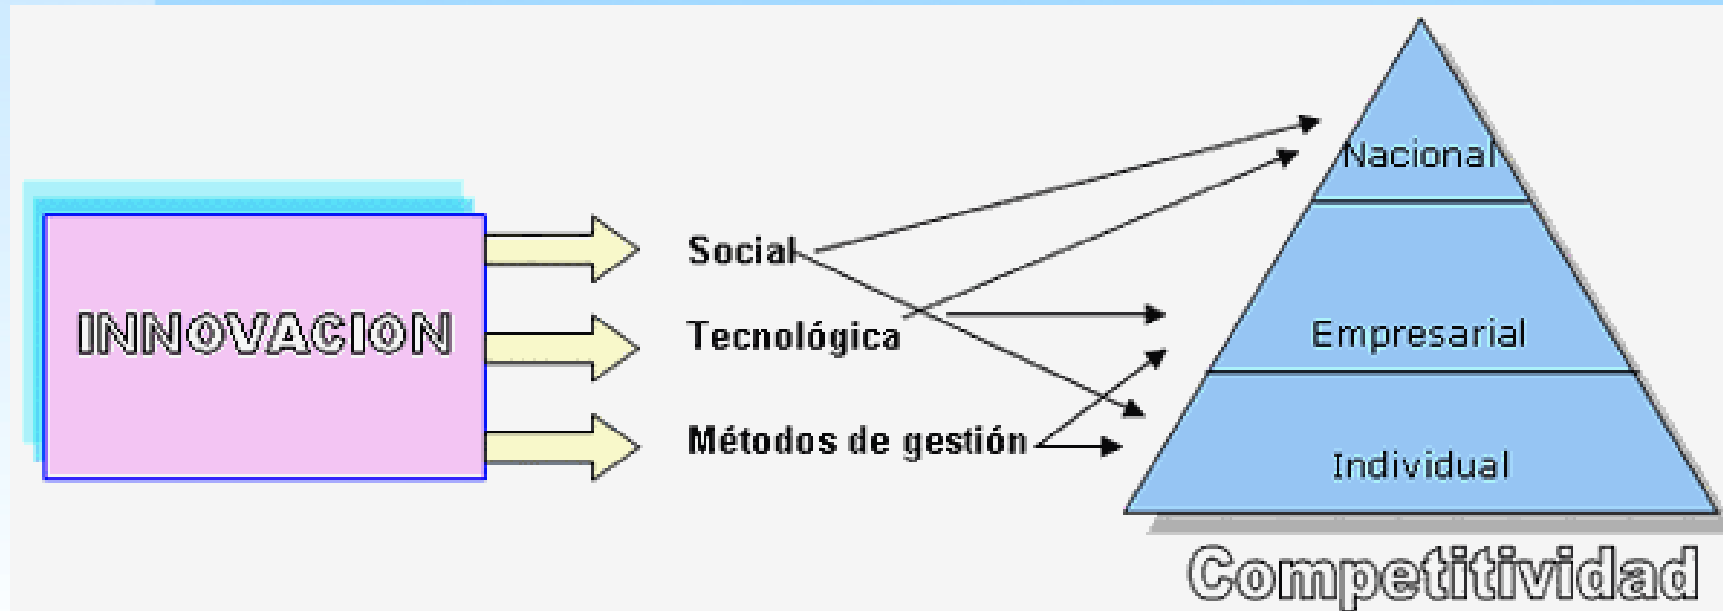 INNOVACION
Social
Tecnológica
Métodos de gestión
Nacional
Empresarial
Individual
Competitividad